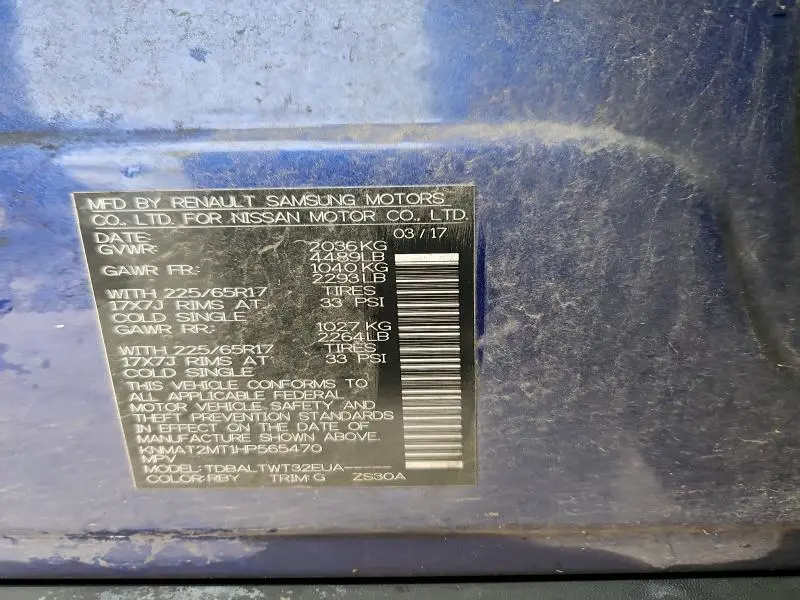 MFD BY RENAULT SAMSUNG MOTORS
CO., LTD. FOR NISSAN MOTOR CO., LTD.
DATE: 03/17
GVWR: 2036KG
4489LB
GAWR FR: 1040 KG
2293LB
WITH 225/65R17 TIRES
17X7J RIMS AT 33 PSI
COLD SINGLE
GAWR RR: 1027 KG
2264LB
WITH 225/65R17 TIRES
17X7J RIMS AT 33 PSI
COLD SINGLE
THIS VEHICLE CONFORMS TO
ALL APPLICABLE FEDERAL
MOTOR VEHICLE SAFETY AND
THEFT PREVENTION STANDARDS
IN EFFECT ON THE DATE OF
MANUFACTURE SHOWN ABOVE.
KNMAT2MT1HP565470
MPV
MODEL: TDBALTWT32EUA-----
COLOR:RBY TRIM:G ZS30A